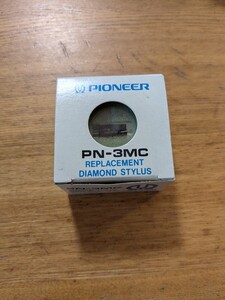 PIONEER
PN-3MC
REPLACEMENT
DIAMOND STYLUS